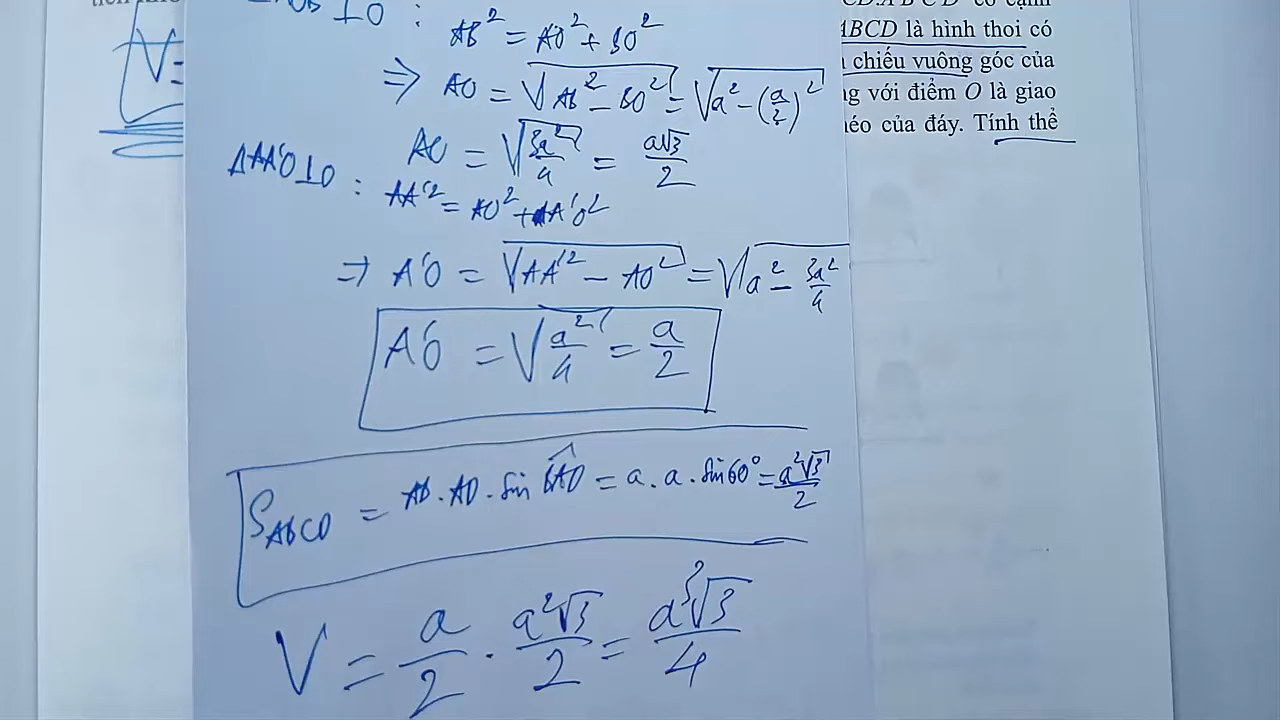 ⊥O :
AB² = AO² + BO²
⇒ AO = √(AB² - BO²) = √(a² - (a/2)²)
AO = √(3a²/4) = a√3/2
ΔAA'O⊥O :
AA'² = AO² + A'O²
⇒ A'O = √(AA'² - AO²) = √(a² - 3a²/4)
A'O = √(a²/4) = a/2
S_ABCD = AB.AD.sin BAD = a.a.sin60° = a²√3/2
V = a/2 . a²√3/2 = a³√3/4
V=
ABCD là hình thoi có
chiếu vuông góc của
với điểm O là giao
của đáy. Tính thể